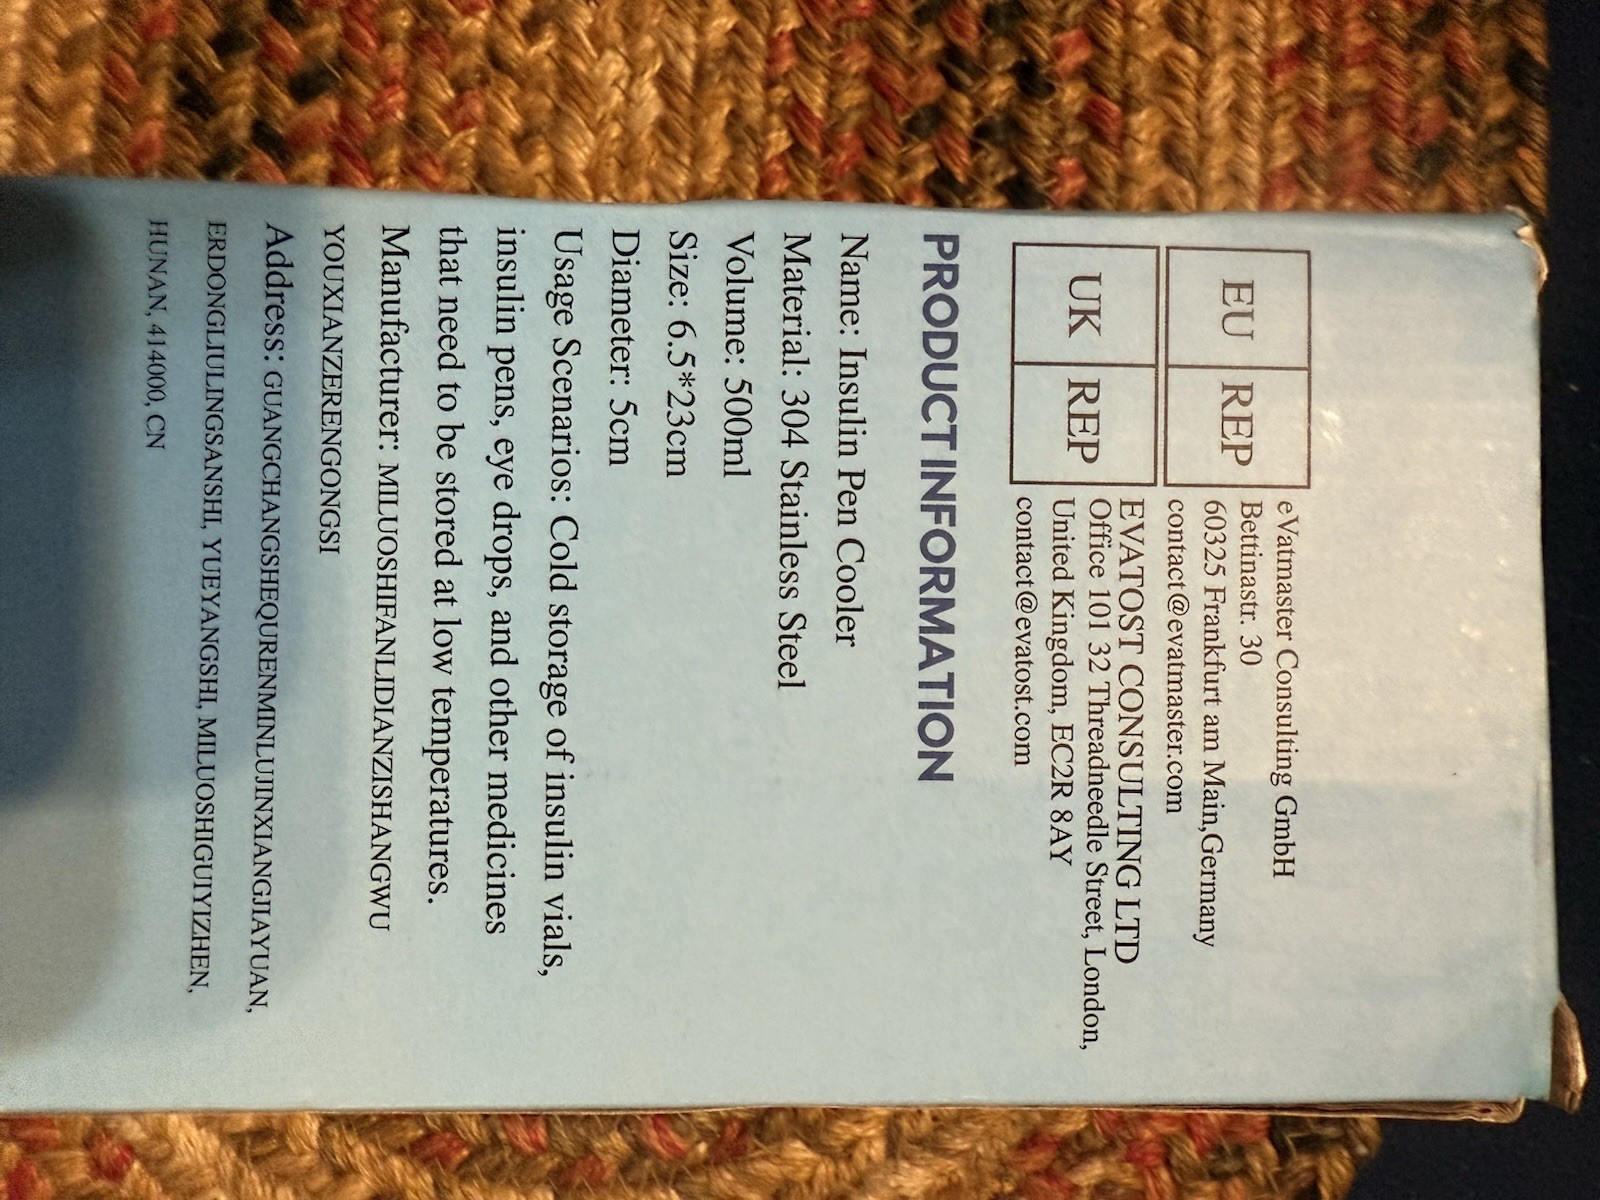 EU REP
eVatmaster Consulting GmbH
Bettinastr. 30
60325 Frankfurt am Main,Germany
contact@evatmaster.com
UK REP
EVATOST CONSULTING LTD
Office 101 32 Threadneedle Street, London,
United Kingdom, EC2R 8AY
contact@evatost.com
PRODUCT INFORMATION
Name: Insulin Pen Cooler
Material: 304 Stainless Steel
Volume: 500ml
Size: 6.5*23cm
Diameter: 5cm
Usage Scenarios: Cold storage of insulin vials,
insulin pens, eye drops, and other medicines
that need to be stored at low temperatures.
Manufacturer: MILUOSHIFANLIDIANZISHANGWU
YOUXIANZERENGONGSI
Address: GUANGCHANGSHEQURENMINLUJINXIANGJIAYUAN,
ERDONGLIULINGSANSHI, YUEYANGSHI, MILUOSHIGUIYIZHEN,
HUNAN, 414000, CN